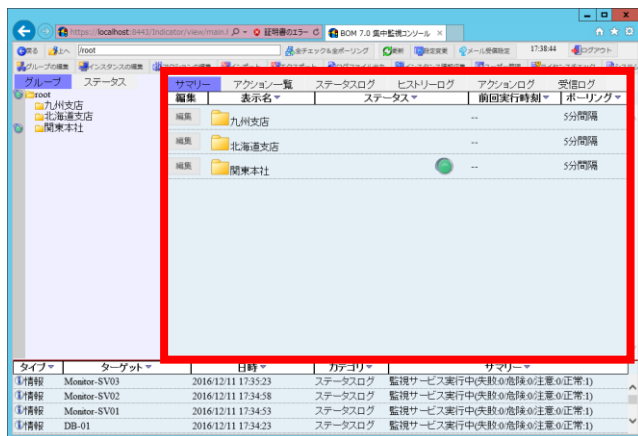 https://localhost:8443/Indicator/view/main.j
証明書のエラー
BOM 7.0 集中監視コンソール
戻る
上へ
/root
全チェック&全ポーリング
更新
設定変更
メール受信設定
17:38:44
ログアウト
グループの編集
インスタンスの編集
グループ
ステータス
root
九州支店
北海道支店
関東本社
サマリー
アクション一覧
ステータスログ
ヒストリーログ
アクションログ
受信ログ
編集 表示名 ステータス 前回実行時刻 ポーリング
編集 九州支店 -- 5分間隔
編集 北海道支店 -- 5分間隔
編集 関東本社 -- 5分間隔
タイプ ターゲット 日時 カテゴリ サマリー
情報 Monitor-SV03 2016/12/11 17:35:23 ステータスログ 監視サービス実行中(失敗:0/危険:0/注意:0/正常:1)
情報 Monitor-SV02 2016/12/11 17:34:58 ステータスログ 監視サービス実行中(失敗:0/危険:0/注意:0/正常:1)
情報 Monitor-SV01 2016/12/11 17:34:53 ステータスログ 監視サービス実行中(失敗:0/危険:0/注意:0/正常:1)
情報 DB-01 2016/12/11 17:34:23 ステータスログ 監視サービス実行中(失敗:0/危険:0/注意:0/正常:1)